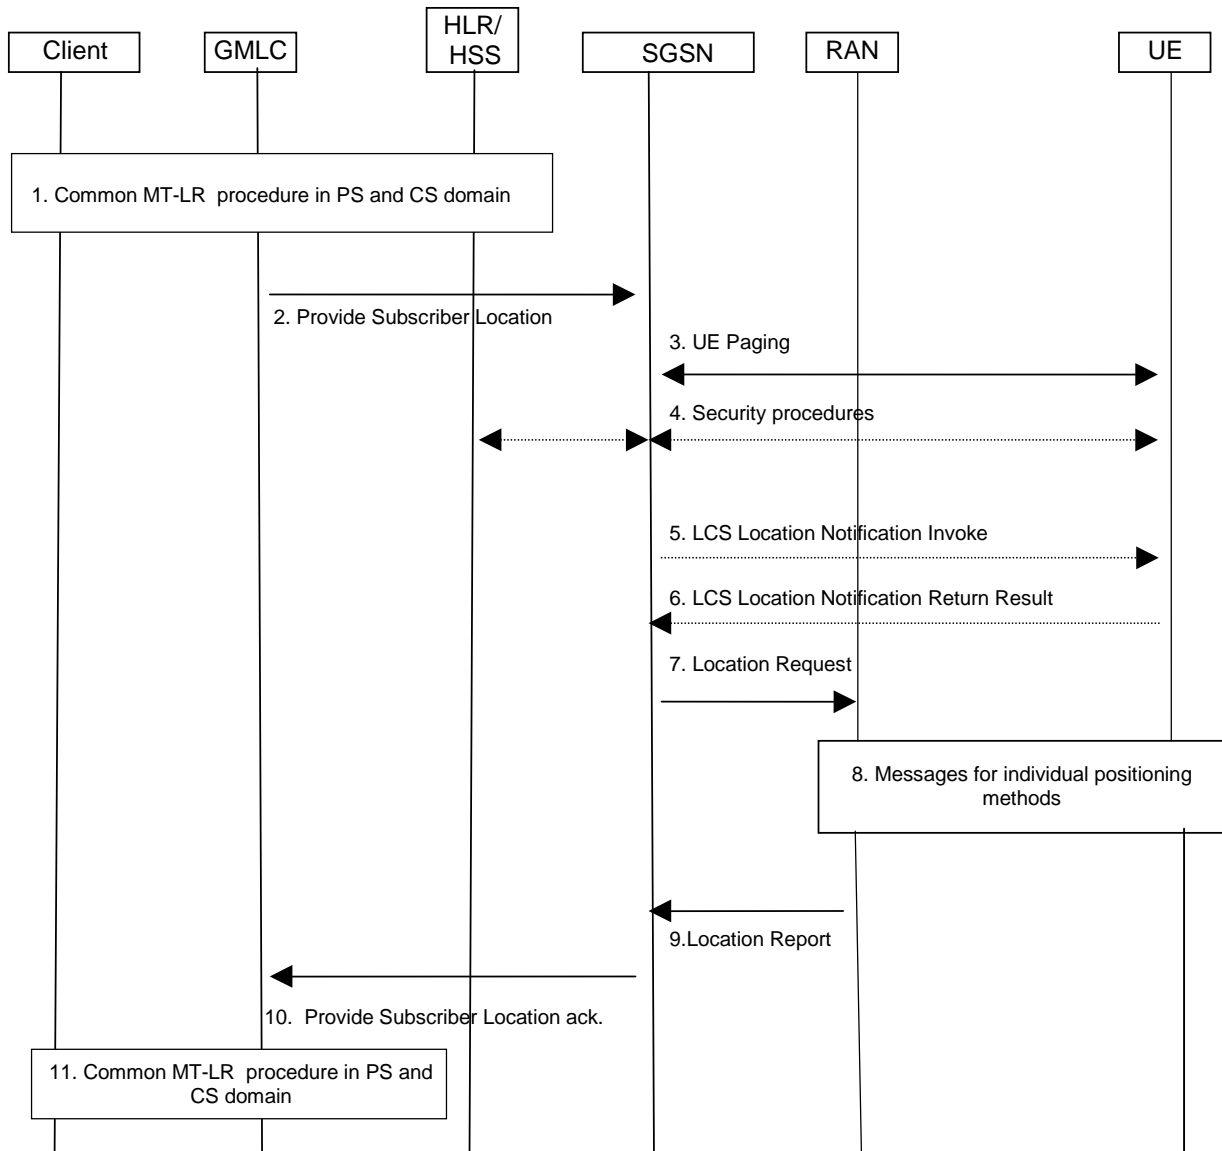 Client
GMLC
HLR/
HSS
SGSN
RAN
UE
1. Common MT-LR procedure in PS and CS domain
2. Provide Subscriber Location
3. UE Paging
4. Security procedures
5. LCS Location Notification Invoke
6. LCS Location Notification Return Result
7. Location Request
8. Messages for individual positioning
methods
9.Location Report
10. Provide Subscriber Location ack.
11. Common MT-LR procedure in PS and
CS domain